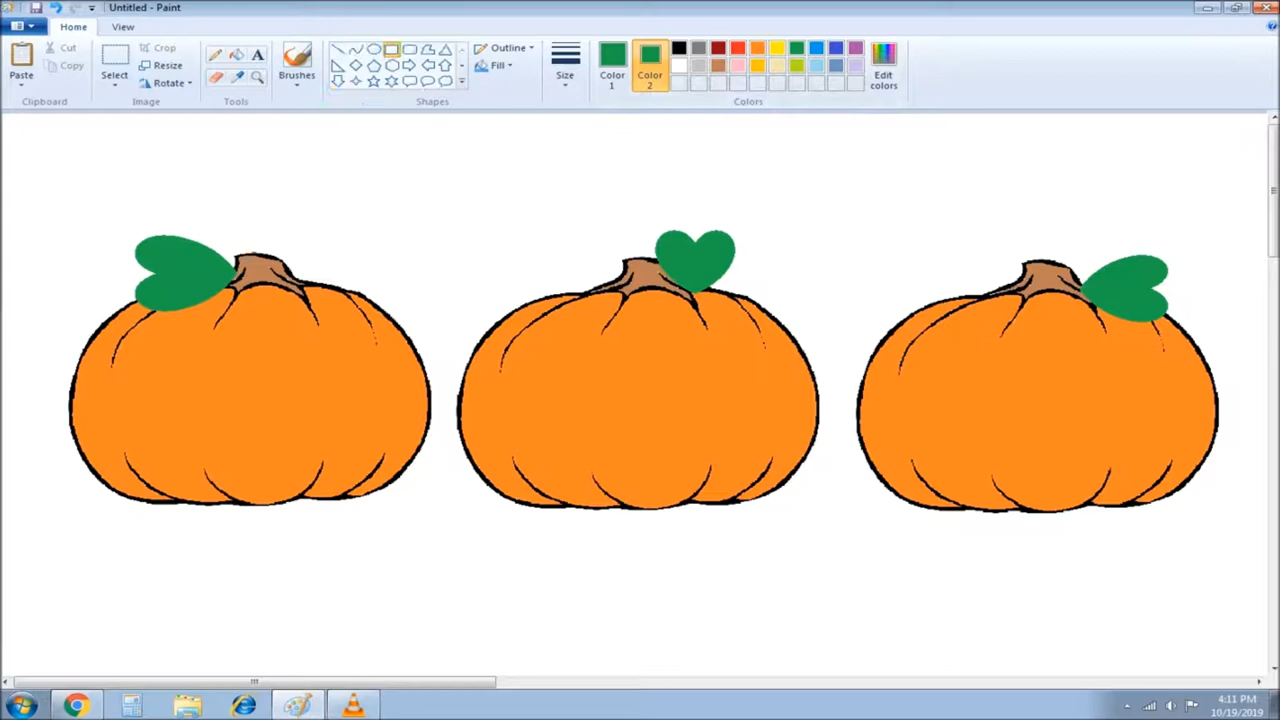 Untitled - Paint
Home View
Paste
Cut
Copy
Clipboard
Select
Crop
Resize
Rotate
Image
A
Tools
Brushes
Shapes
Outline
Fill
Size
Color 1
Color 2
Edit colors
Colors
4:11 PM
10/19/2019